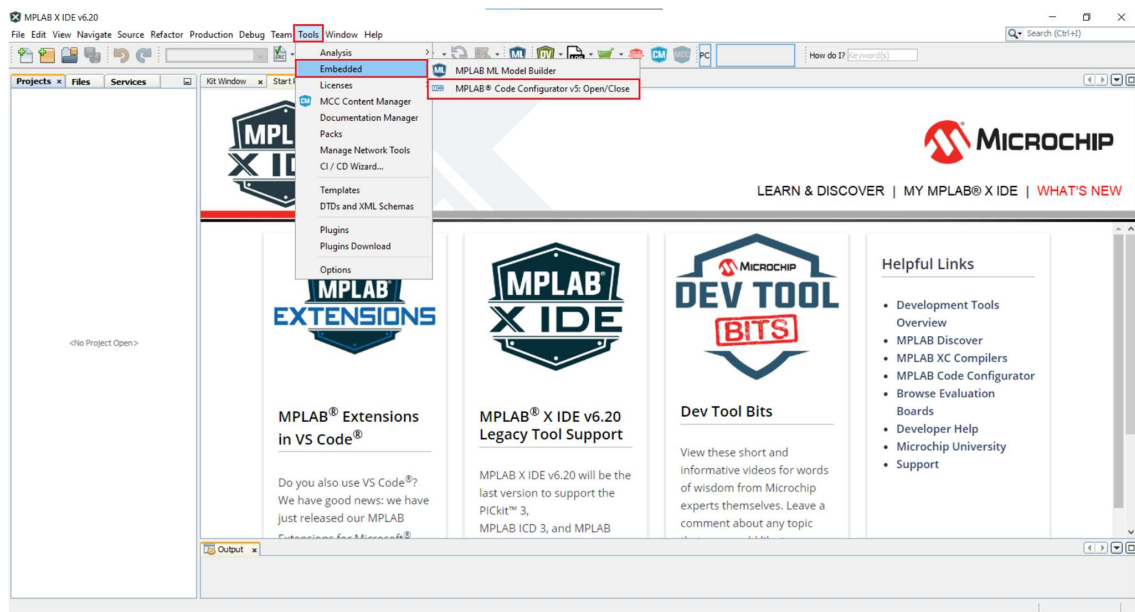 MPLAB X IDE v6.20
File Edit View Navigate Source Refactor Production Debug Team Tools Window Help
Search (Ctrl+I)
PC
How do I? Keyword(s)
Projects Files Services
Kit Window Start
Analysis
Embedded
Licenses
MCC Content Manager
Documentation Manager
Packs
Manage Network Tools
CI / CD Wizard...
Templates
DTDs and XML Schemas
Plugins
Plugins Download
Options
MPLAB ML Model Builder
MPLAB® Code Configurator v5: Open/Close
MPL
X I
MICROCHIP
LEARN & DISCOVER | MY MPLAB® X IDE | WHAT'S NEW
<No Project Open>
MPLAB
EXTENSIONS
MPLAB® Extensions
in VS Code®
Do you also use VS Code®?
We have good news: we have
just released our MPLAB
Extensions for Microsoft®
MPLAB
X IDE
MPLAB® X IDE v6.20
Legacy Tool Support
MPLAB X IDE v6.20 will be the
last version to support the
PICkit™ 3,
MPLAB ICD 3, and MPLAB
MICROCHIP
DEV TOOL
BITS
Dev Tool Bits
View these short and
informative videos for words
of wisdom from Microchip
experts themselves. Leave a
comment about any topic
Helpful Links
• Development Tools
Overview
• MPLAB Discover
• MPLAB XC Compilers
• MPLAB Code Configurator
• Browse Evaluation
Boards
• Developer Help
• Microchip University
• Support
Output